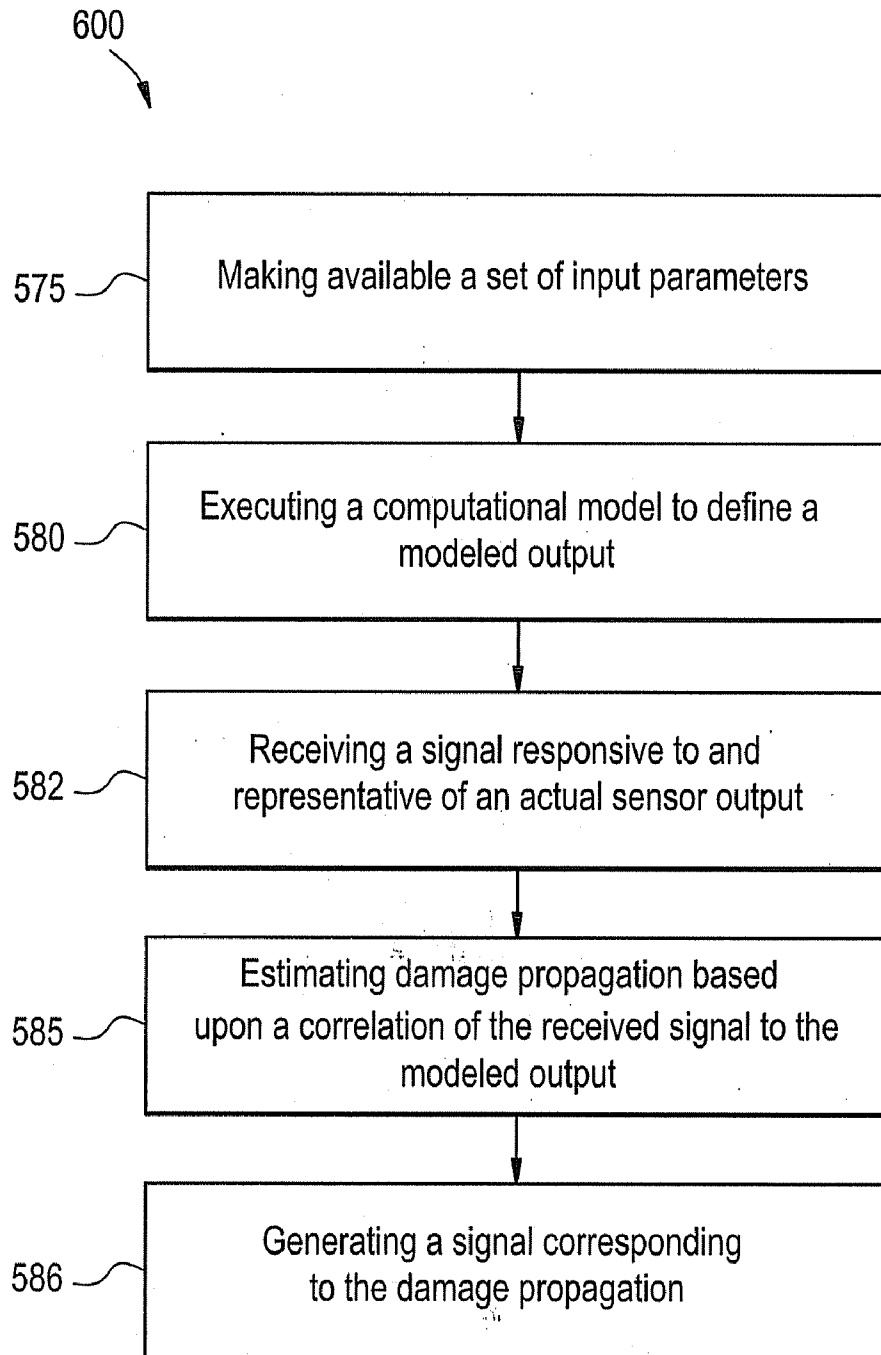 600
575
Making available a set of input parameters
580
Executing a computational model to define a
modeled output
582
Receiving a signal responsive to and
representative of an actual sensor output
585
Estimating damage propagation based
upon a correlation of the received signal to the
modeled output
586
Generating a signal corresponding
to the damage propagation